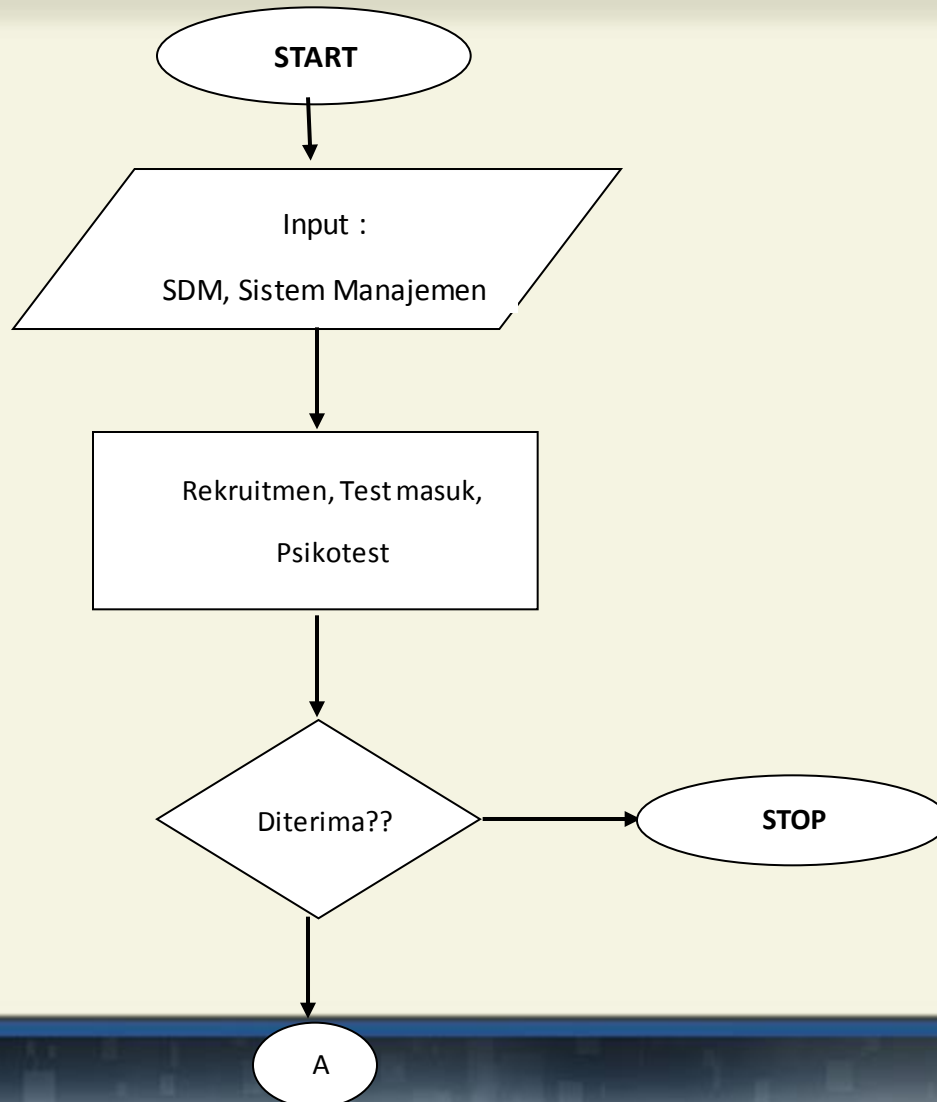 START
Input :
SDM, Sistem Manajemen
Rekruitmen, Test masuk,
Psikotest
Diterima??
STOP
A